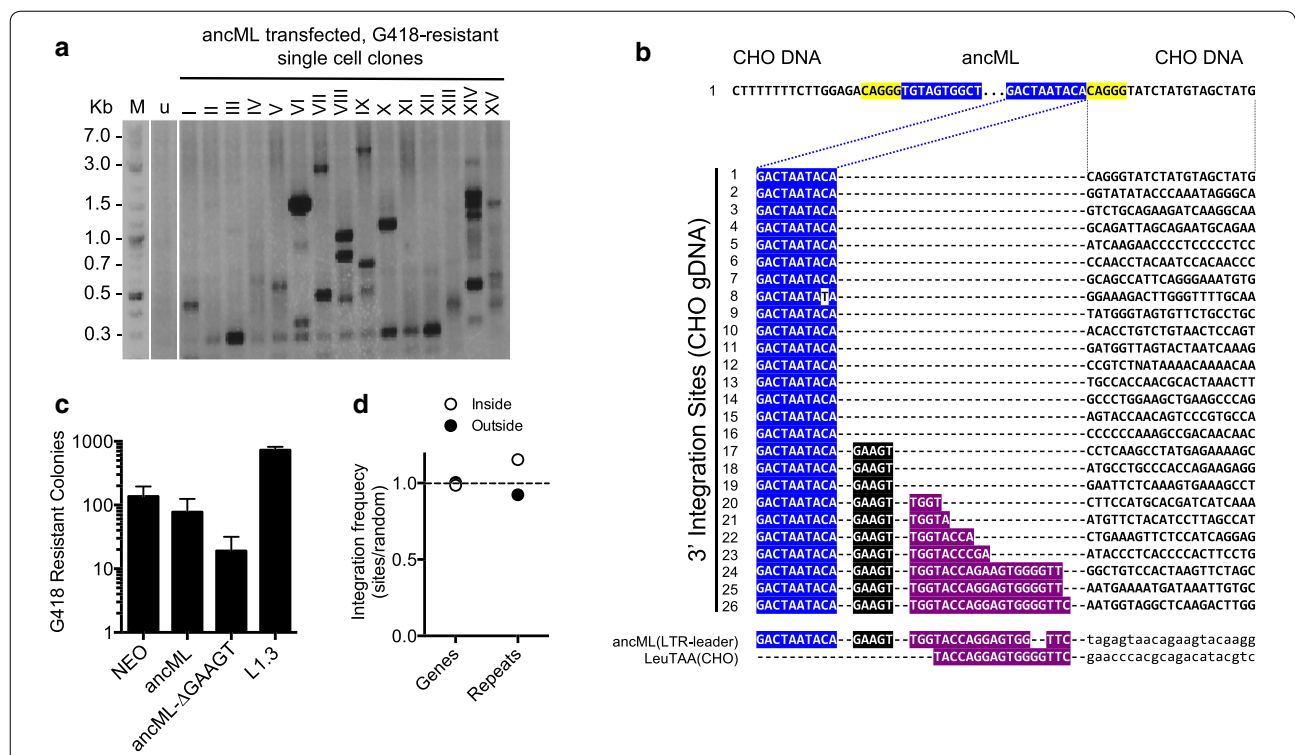 a
ancML transfected, G418-resistant
single cell clones
Kb M u I II III IV V VI VII VIII IX X XI XII XIII XIV XV
7.0
3.0
1.5
1.0
0.7
0.5
0.3
b
CHO DNA ancML CHO DNA
1 CTTTTTTTCTTGGAGACAGGGTGTAGTGGCT...GACTAATACACAGGGTATCTATGTAGCTATG
3' Integration Sites (CHO gDNA)
1 GACTAATACA-------------------------------CAGGGTATCTATGTAGCTATG
2 GACTAATACA-------------------------------GGTATATACCCAAATAGGGCA
3 GACTAATACA-------------------------------GTCTGCAGAAGATCAAGGCAA
4 GACTAATACA-------------------------------GCAGATTAGCAGAATGCAGAA
5 GACTAATACA-------------------------------ATCAAGAACCCCTCCCCCTCC
6 GACTAATACA-------------------------------CCAACCTACAATCCACAACCC
7 GACTAATACA-------------------------------GCAGCCATTCAGGGAAATGTG
8 GACTAATATA-------------------------------GGAAAGACTTGGGTTTTGCAA
9 GACTAATACA-------------------------------TATGGGTAGTGTTCTGCCTGC
10 GACTAATACA-------------------------------ACACCTGTCTGTAACTCCAGT
11 GACTAATACA-------------------------------GATGGTTAGTACTAATCAAAG
12 GACTAATACA-------------------------------CCGTCTNATAAAACAAAACAA
13 GACTAATACA-------------------------------TGCCACCAACGCACTAAACTT
14 GACTAATACA-------------------------------GCCCTGGAAGCTGAAGCCCAG
15 GACTAATACA-------------------------------AGTACCAACAGTCCCGTGCCA
16 GACTAATACA-------------------------------CCCCCCAAAGCCGACAACAAC
17 GACTAATACA--GAAGT------------------------CCTCAAGCCTATGAGAAAAGC
18 GACTAATACA--GAAGT------------------------ATGCCTGCCCACCAGAAGAGG
19 GACTAATACA--GAAGT------------------------GAATTCTCAAAGTGAAAGCCT
20 GACTAATACA--GAAGT--TGGT------------------CTTCCATGCACGATCATCAAA
21 GACTAATACA--GAAGT--TGGTA-----------------ATGTTCTACATCCTTAGCCAT
22 GACTAATACA--GAAGT--TGGTACCA--------------CTGAAAGTTCTCCATCAGGAG
23 GACTAATACA--GAAGT--TGGTACCCGA------------ATACCCTCACCCCACTTCCTG
24 GACTAATACA--GAAGT--TGGTACCAGAAGTGGGGTT---GGCTGTCCACTAAGTTCTAGC
25 GACTAATACA--GAAGT--TGGTACCAGGAGTGGGGTT---AATGAAAATGATAAATTGTGC
26 GACTAATACA--GAAGT--TGGTACCAGGAGTGGGGTTC--AATGGTAGGCTCAAGACTTGG
ancML(LTR-leader) GACTAATACA--GAAGT--TGGTACCAGGAGTGG--TTC--tagagtaacagaagtacaagg
LeuTAA(CHO) ----------------------TACCAGGAGTGGGGTTC--gaacccacgcagacatacgtc
c
G418 Resistant Colonies
1000
100
10
1
NEO
ancML
ancML-ΔGAAGT
L1.3
d
Inside
Outside
Integration frequecy
(sites/random)
1.0
0.5
0.0
Genes
Repeats